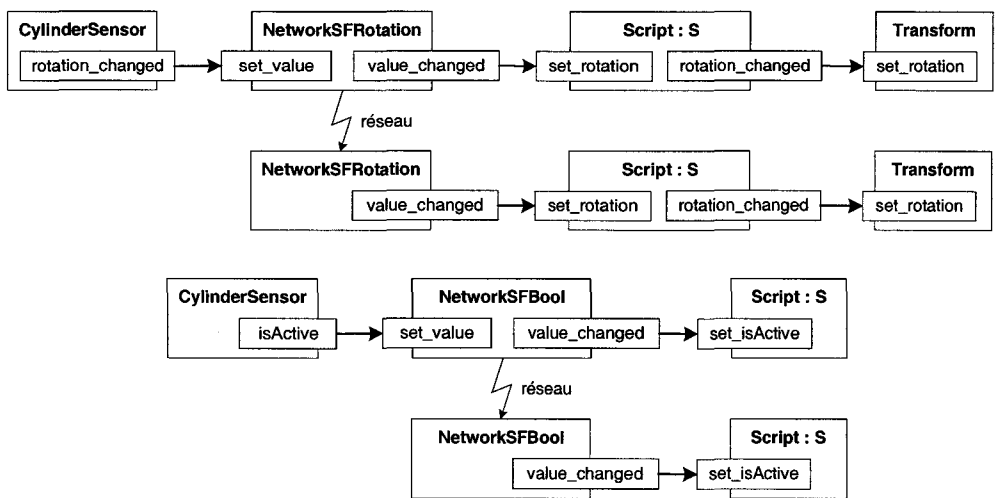 CylinderSensor
NetworkSFRotation
Script : S
Transform
rotation_changed
set_value
value_changed
set_rotation
rotation_changed
set_rotation
réseau
NetworkSFRotation
Script : S
Transform
value_changed
set_rotation
rotation_changed
set_rotation
CylinderSensor
NetworkSFBool
Script : S
isActive
set_value
value_changed
set_isActive
réseau
NetworkSFBool
Script : S
value_changed
set_isActive